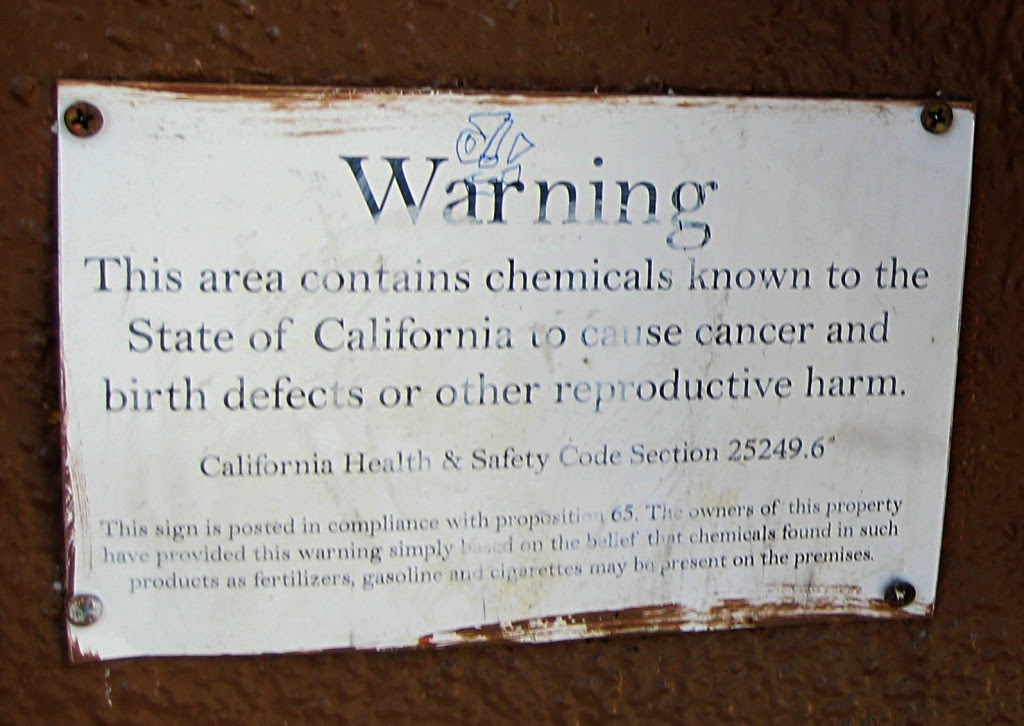 Warning
This area contains chemicals known to the
State of California to cause cancer and
birth defects or other reproductive harm.
California Health & Safety Code Section 25249.6"
This sign is posted in compliance with proposition 65. The owners of this property
have provided this warning simply based on the belief that chemicals found in such
products as fertilizers, gasoline and cigarettes may be present on the premises.